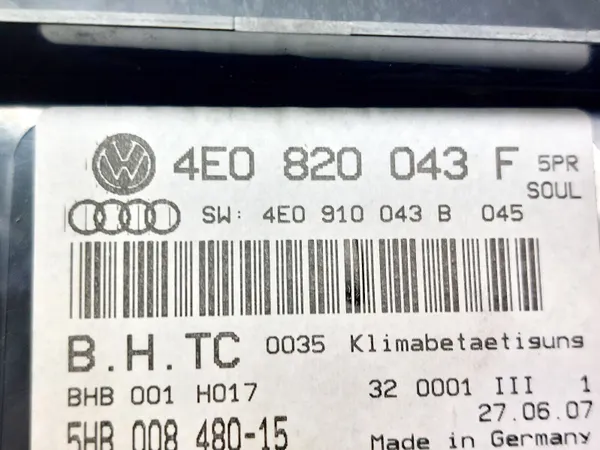 4E0 820 043 F 5PR
SOUL
SW: 4E0 910 043 B 045
B.H.TC 0035 Klimabetaetisuns
BHB 001 H017 32 0001 III 1
27.06.07
5HB 008 480-15 Made in Germany